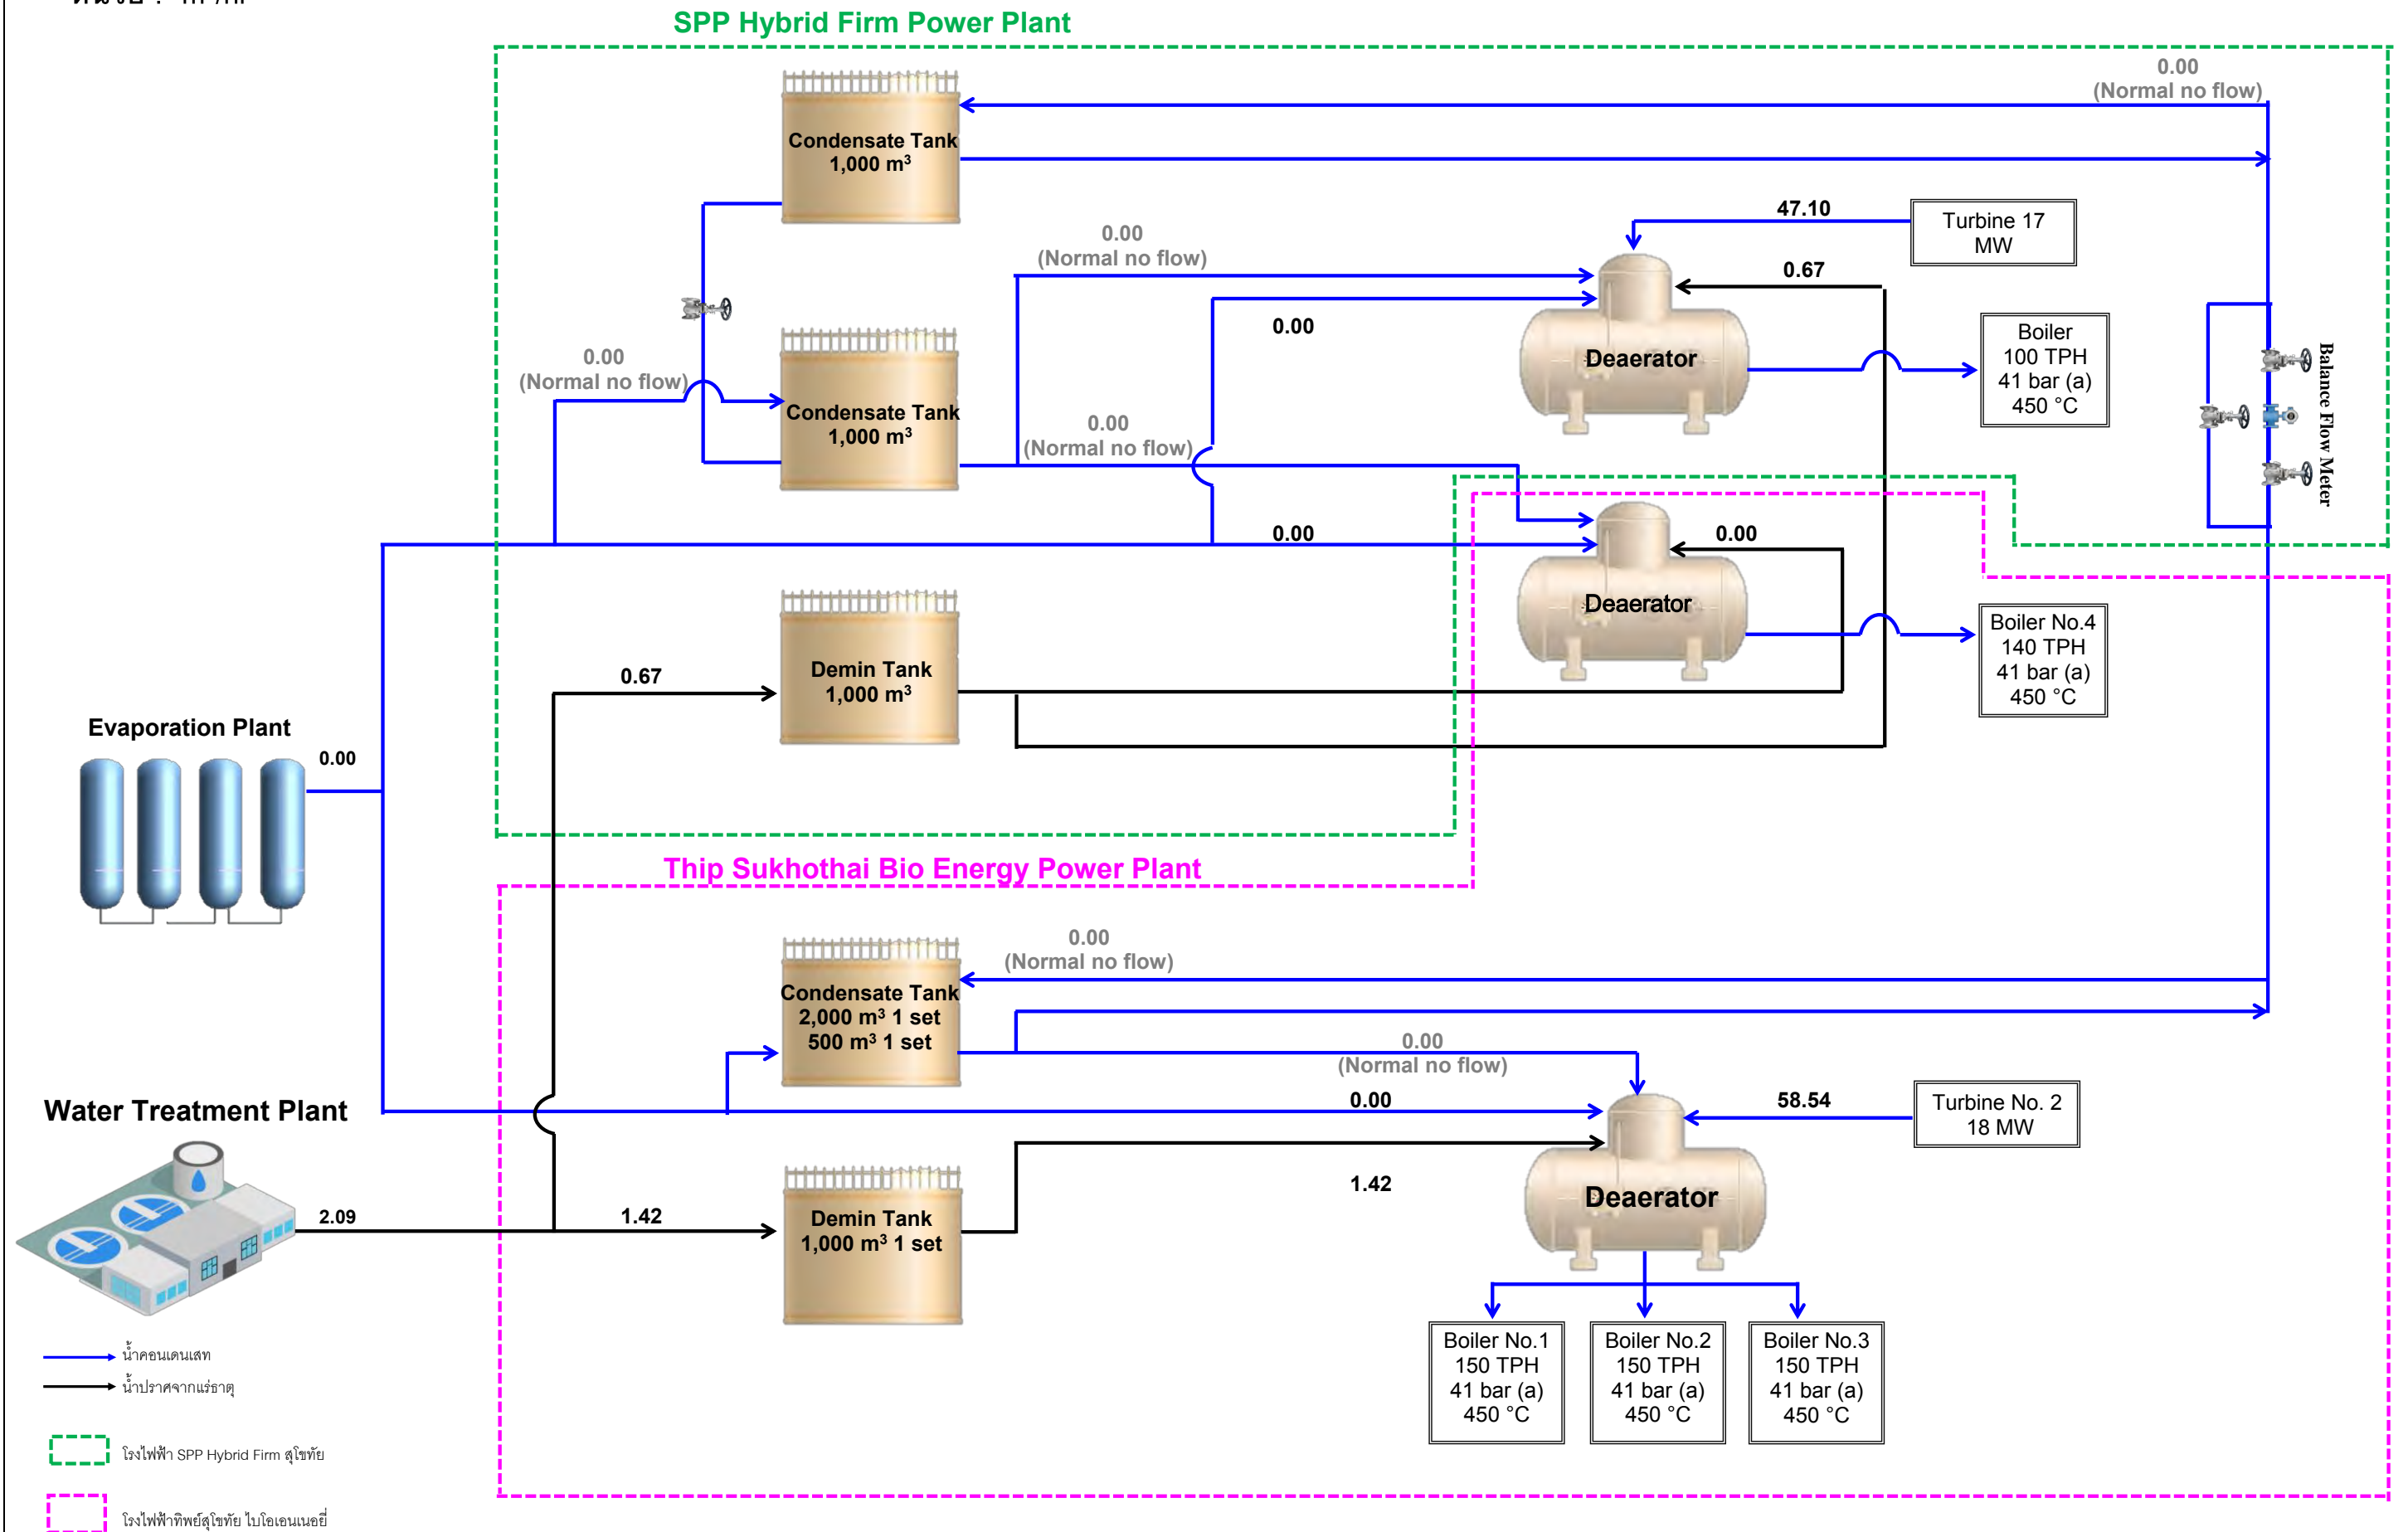 SPP Hybrid Firm Power Plant
0.00
(Normal no flow)
Condensate Tank
1,000 m³
47.10
Turbine 17
MW
0.00
(Normal no flow)
0.67
0.00
Boiler
100 TPH
41 bar (a)
450 °C
Deaerator
Balance Flow Meter
0.00
(Normal no flow)
Condensate Tank
1,000 m³
0.00
(Normal no flow)
0.00
0.00
Deaerator
Boiler No.4
140 TPH
41 bar (a)
450 °C
0.67
Demin Tank
1,000 m³
Evaporation Plant
0.00
Thip Sukhothai Bio Energy Power Plant
0.00
(Normal no flow)
Condensate Tank
2,000 m³ 1 set
500 m³ 1 set
0.00
(Normal no flow)
Water Treatment Plant
0.00
58.54
Turbine No. 2
18 MW
1.42
Deaerator
2.09
1.42
Demin Tank
1,000 m³ 1 set
Boiler No.1
150 TPH
41 bar (a)
450 °C
Boiler No.2
150 TPH
41 bar (a)
450 °C
Boiler No.3
150 TPH
41 bar (a)
450 °C
น้ำคอนเดนเสท
น้ำปราศจากแร่ธาตุ
โรงไฟฟ้า SPP Hybrid Firm สุโขทัย
โรงไฟฟ้าทิพย์สุโขทัย ไบโอเอนเนอยี่